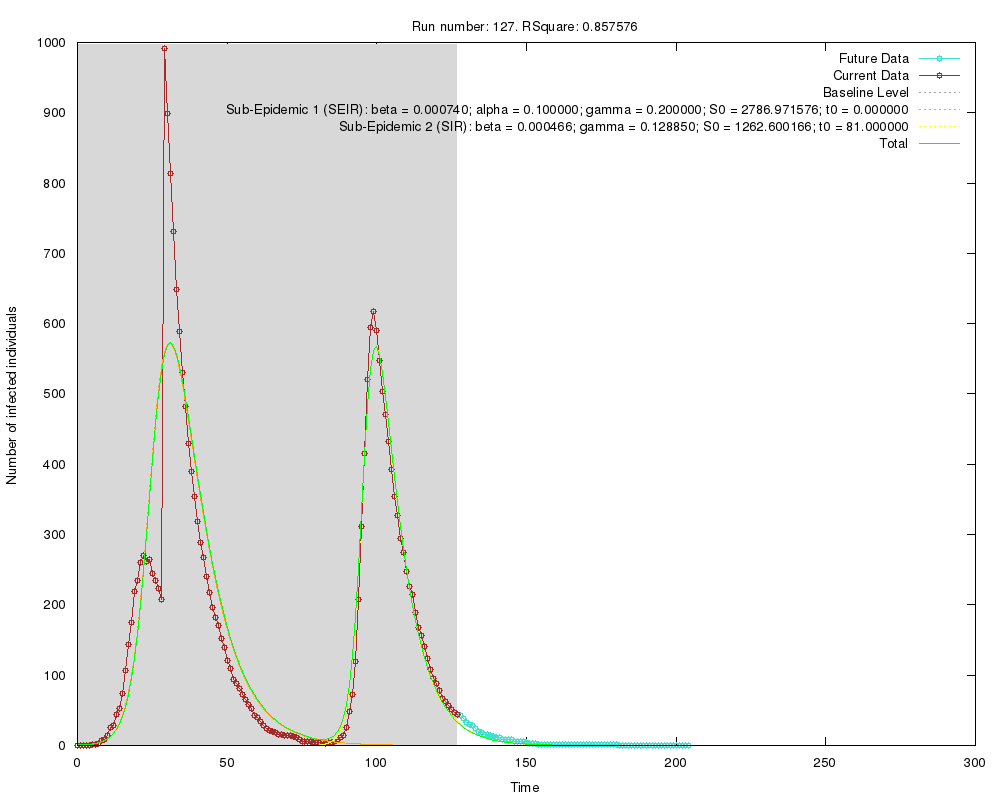 Run number: 127. RSquare: 0.857576
Future Data
Current Data
Baseline Level
Sub-Epidemic 1 (SEIR): beta = 0.000740; alpha = 0.100000; gamma = 0.200000; S0 = 2786.971576; t0 = 0.000000
Sub-Epidemic 2 (SIR): beta = 0.000466; gamma = 0.128850; S0 = 1262.600166; t0 = 81.000000
Total
Number of infected individuals
1000
900
800
700
600
500
400
300
200
100
0
0 50 100 150 200 250 300
Time